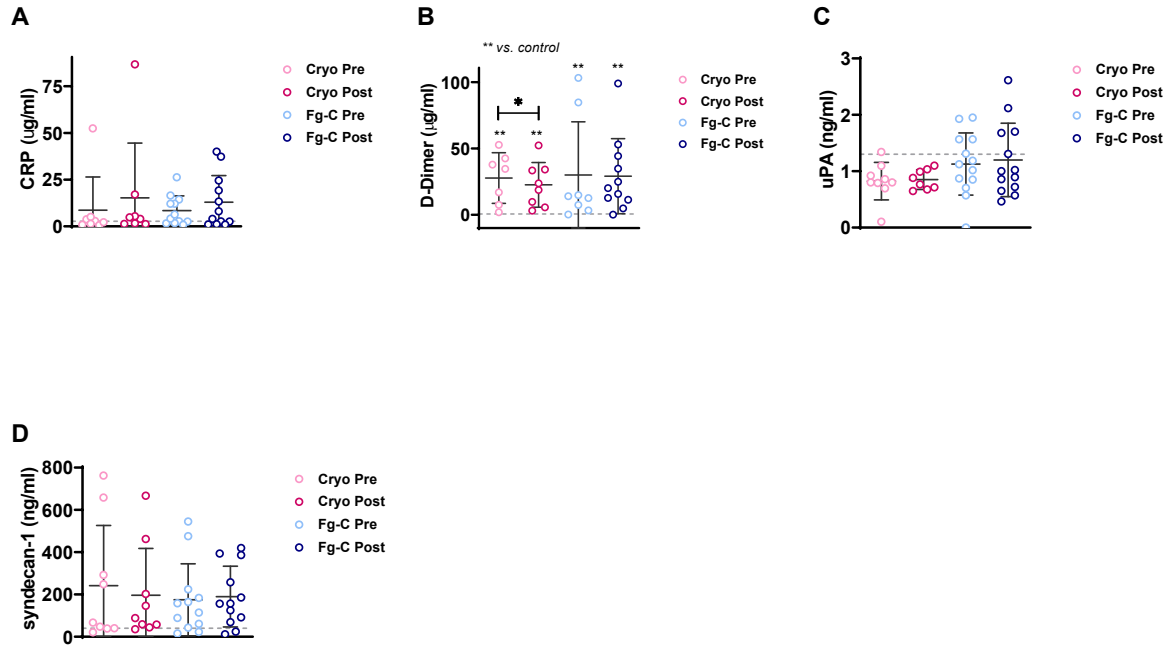 A
CRP (ug/ml)
75
50
25
0
Cryo Pre
Cryo Post
Fg-C Pre
Fg-C Post
B
** vs. control
D-Dimer (μg/ml)
100
50
0
**
**
*
**
**
Cryo Pre
Cryo Post
Fg-C Pre
Fg-C Post
C
uPA (ng/ml)
3
2
1
0
Cryo Pre
Cryo Post
Fg-C Pre
Fg-C Post
D
syndecan-1 (ng/ml)
800
600
400
200
0
Cryo Pre
Cryo Post
Fg-C Pre
Fg-C Post